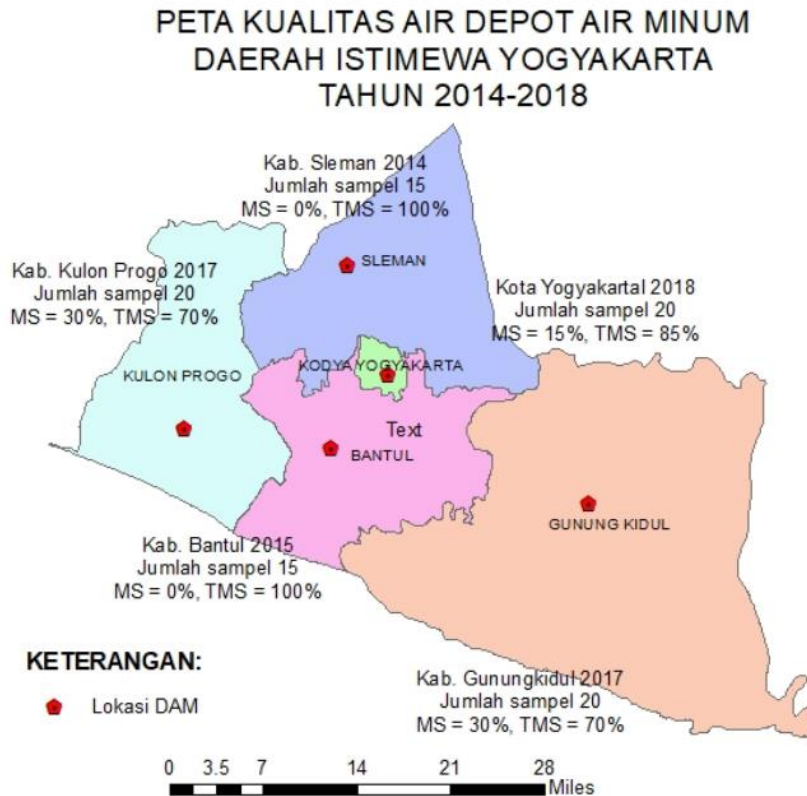 PETA KUALITAS AIR DEPOT AIR MINUM
DAERAH ISTIMEWA YOGYAKARTA
TAHUN 2014-2018
Kab. Sleman 2014
Jumlah sampel 15
MS = 0%, TMS = 100%
SLEMAN
Kab. Kulon Progo 2017
Jumlah sampel 20
MS = 30%, TMS = 70%
Kota Yogyakartal 2018
Jumlah sampel 20
MS = 15%, TMS = 85%
KULON PROGO
KODYA YOGYAKARTA
Text
BANTUL
GUNUNG KIDUL
Kab. Bantul 2015
Jumlah sampel 15
MS = 0%, TMS = 100%
KETERANGAN:
Lokasi DAM
Kab. Gunungkidul 2017
Jumlah sampel 20
MS = 30%, TMS = 70%
0 3.5 7 14 21 28
Miles